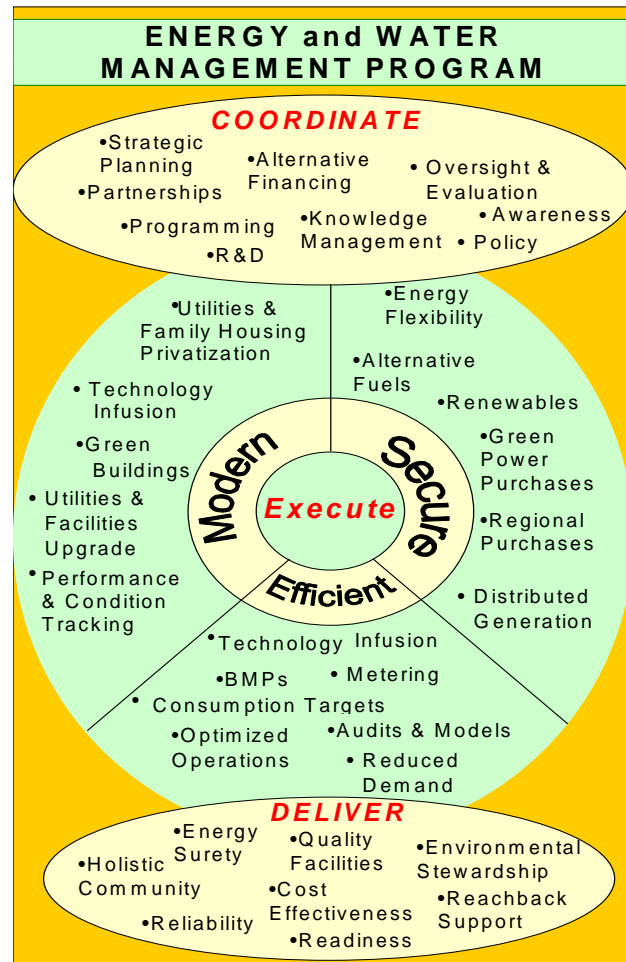 ENERGY and WATER
MANAGEMENT PROGRAM
COORDINATE
•Strategic
Planning
•Alternative
Financing
• Oversight &
Evaluation
•Partnerships
•Awareness
•Programming
•Knowledge
Management
• Policy
•R&D
•Utilities &
Family Housing
Privatization
• Technology
Infusion
•Green
Buildings
• Utilities &
Facilities
Upgrade
•Performance
& Condition
Tracking
•Energy
Flexibility
•Alternative
Fuels
•Renewables
•Green
Power
Purchases
•Regional
Purchases
• Distributed
Generation
Modern
Secure
Execute
Efficient
•Technology Infusion
•BMPs
• Metering
• Consumption Targets
•Optimized
Operations
•Audits & Models
• Reduced
Demand
DELIVER
•Energy
Surety
•Quality
Facilities
•Environmental
Stewardship
•Holistic
Community
•Cost
Effectiveness
•Reachback
Support
•Reliability
•Readiness